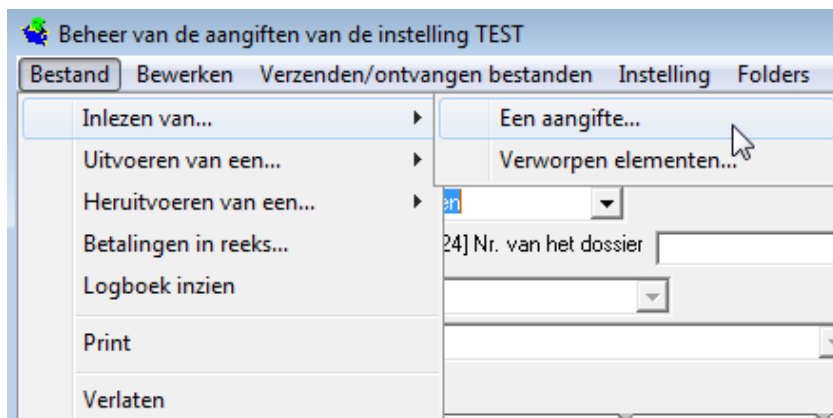 Beheer van de aangiften van de instelling TEST
Bestand Bewerken Verzenden/ontvangen bestanden Instelling Folders
Inlezen van... Een aangifte...
Uitvoeren van een... Verworpen elementen...
Heruitvoeren van een... en
Betalingen in reeks... 24] Nr. van het dossier
Logboek inzien
Print
Verlaten